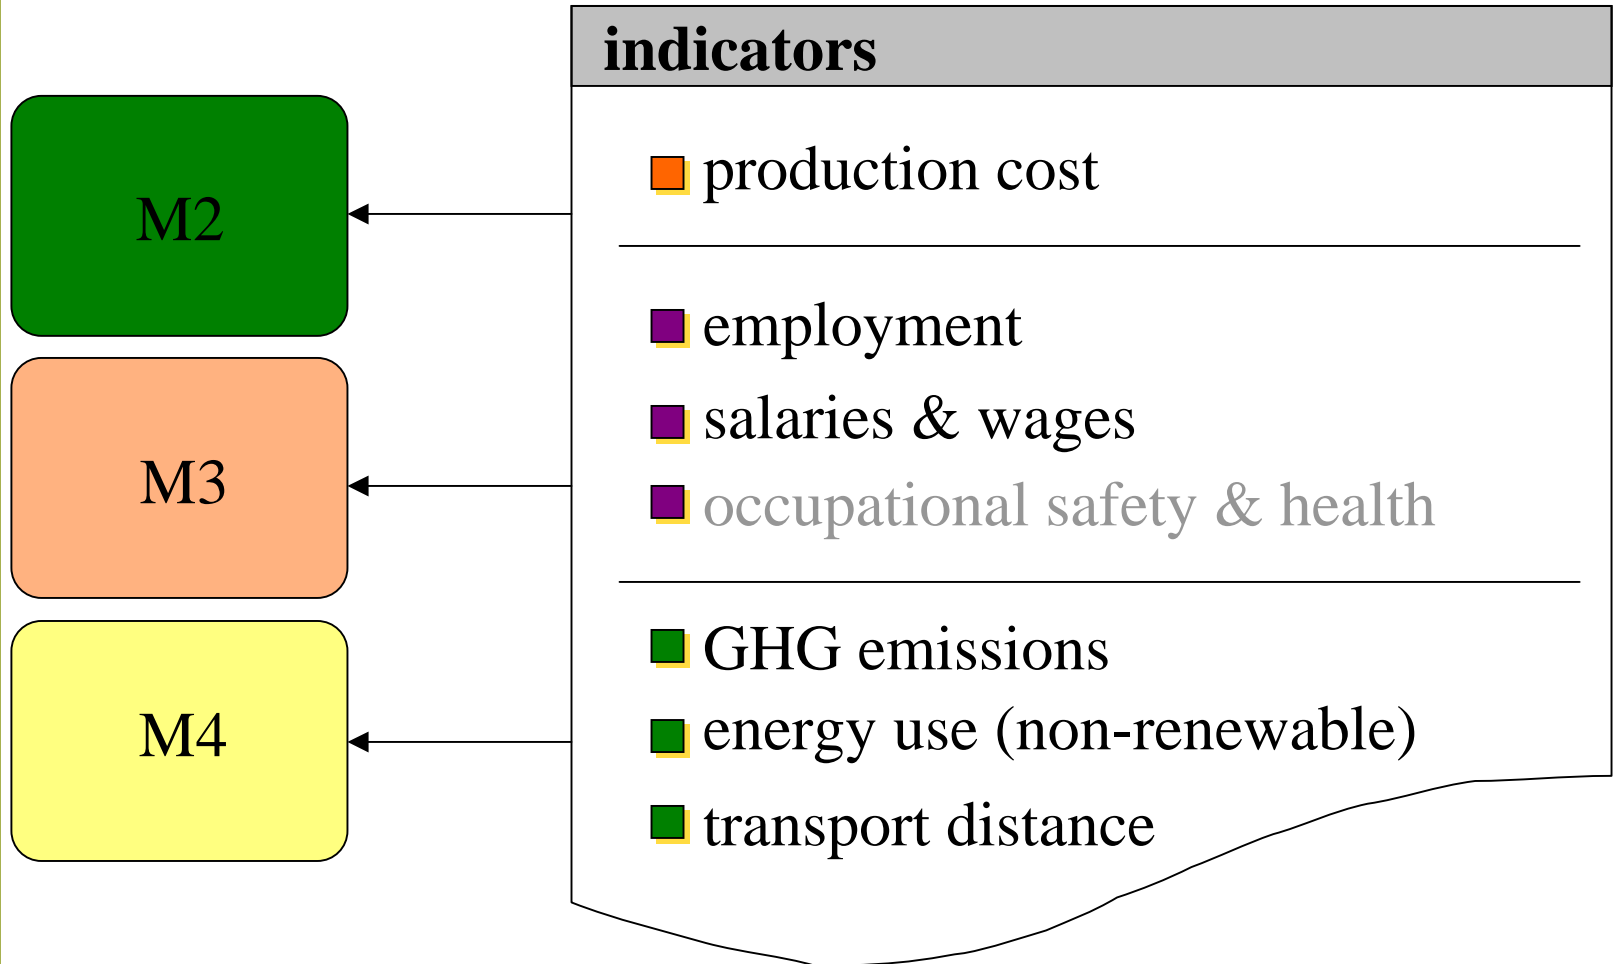 indicators
production cost
M2
employment
salaries & wages
M3
occupational safety & health
GHG emissions
energy use (non-renewable)
M4
transport distance